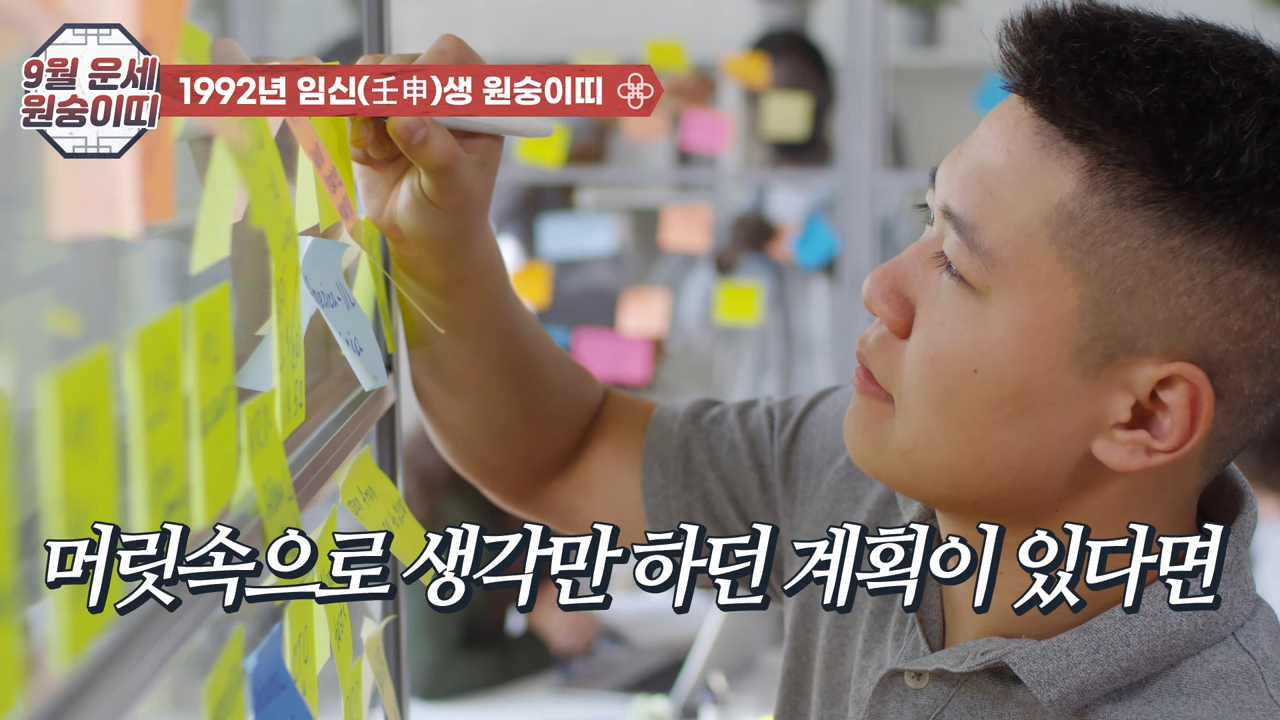 9월 운세
원숭이띠
1992년 임신(壬申)생 원숭이띠
머릿속으로 생각만 하던 계획이 있다면